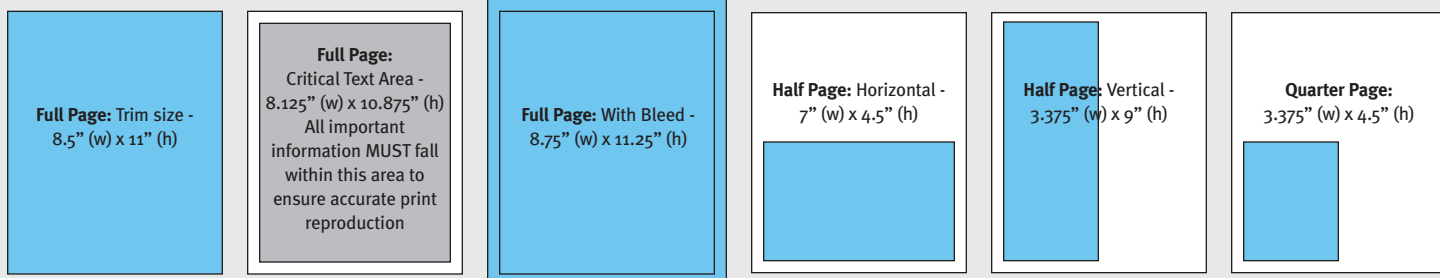 Full Page: Trim size -
8.5” (w) x 11” (h)
Full Page:
Critical Text Area -
8.125” (w) x 10.875” (h)
All important
information MUST fall
within this area to
ensure accurate print
reproduction
Full Page: With Bleed -
8.75” (w) x 11.25” (h)
Half Page: Horizontal -
7” (w) x 4.5” (h)
Half Page: Vertical -
3.375” (w) x 9” (h)
Quarter Page:
3.375” (w) x 4.5” (h)